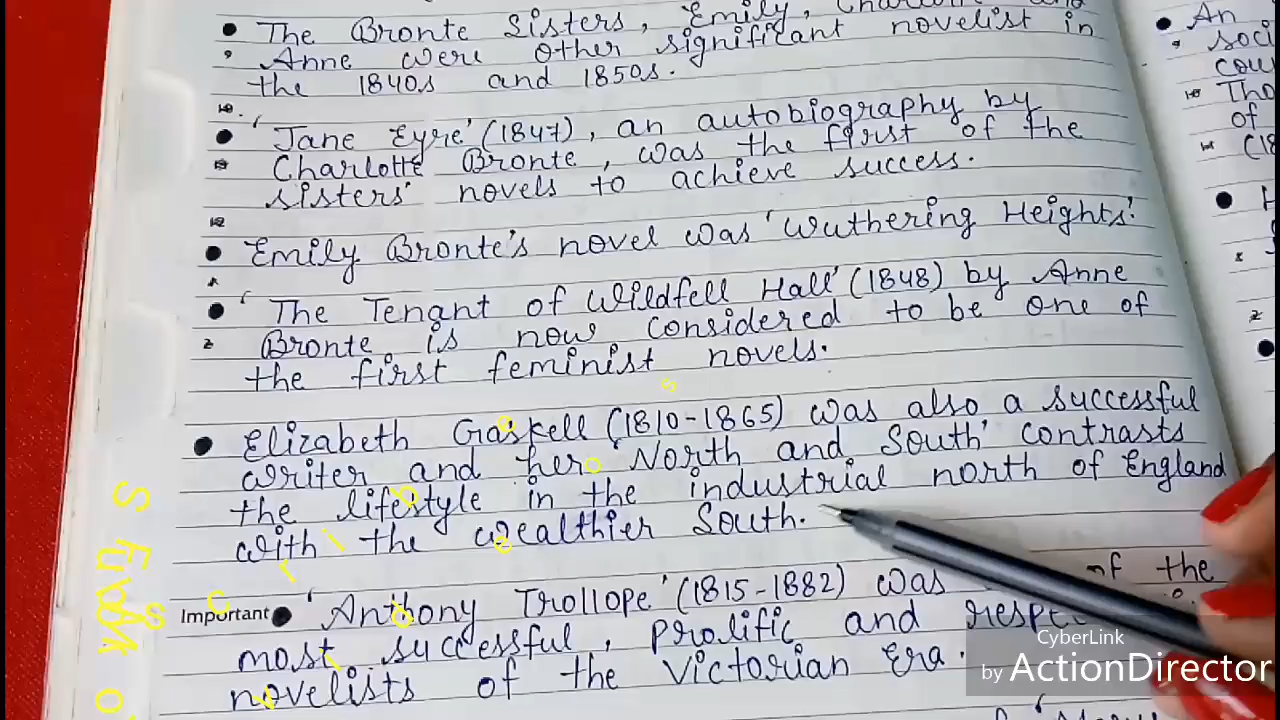 The Bronte Sisters, Emily,
Anne were other significant novelist in
the 1840s and 1850s.
'Jane Eyre' (1847), an autobiography by
Charlotte Bronte, was the first of the
sisters' novels to achieve success.
Emily Bronte's novel was 'Wuthering Heights'.
'The Tenant of Wildfell Hall' (1848) by Anne
Bronte is now considered to be one of
the first feminist novels.
Elizabeth Gaskell (1810-1865) was also a successful
writer and her 'North and South' contrasts
the lifestyle in the industrial north of England
with the wealthier South.
Important 'Anthony Trollope' (1815-1882) was of the
most successful, prolific and
novelists of the Victorian Era.
An
of
CyberLink
by ActionDirector